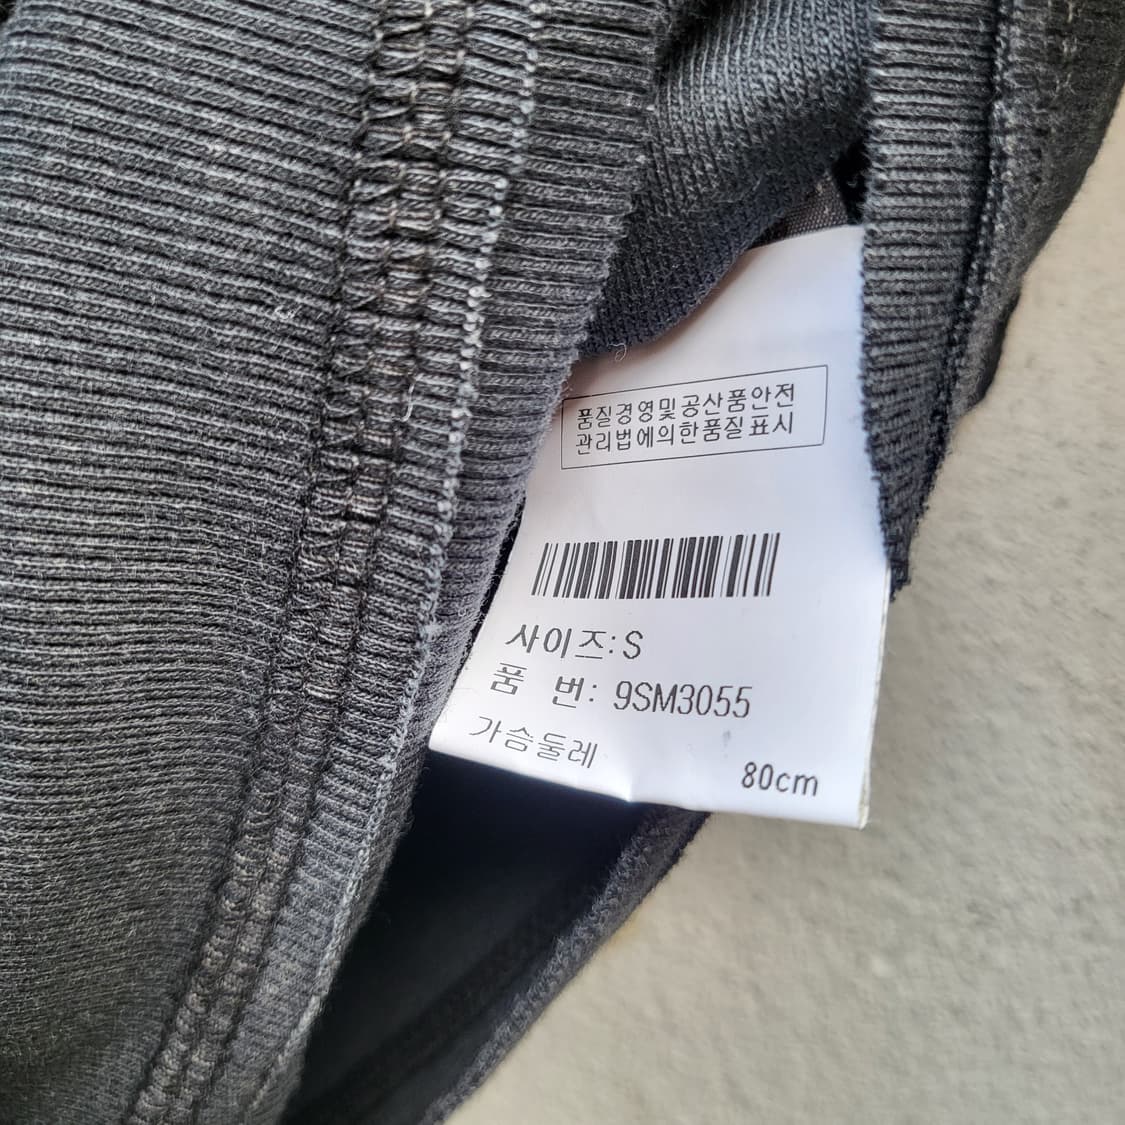 품질경영및공산품안전
관리법에의한품질표시
사이즈:S
품 번: 9SM3055
가슴둘레 80cm